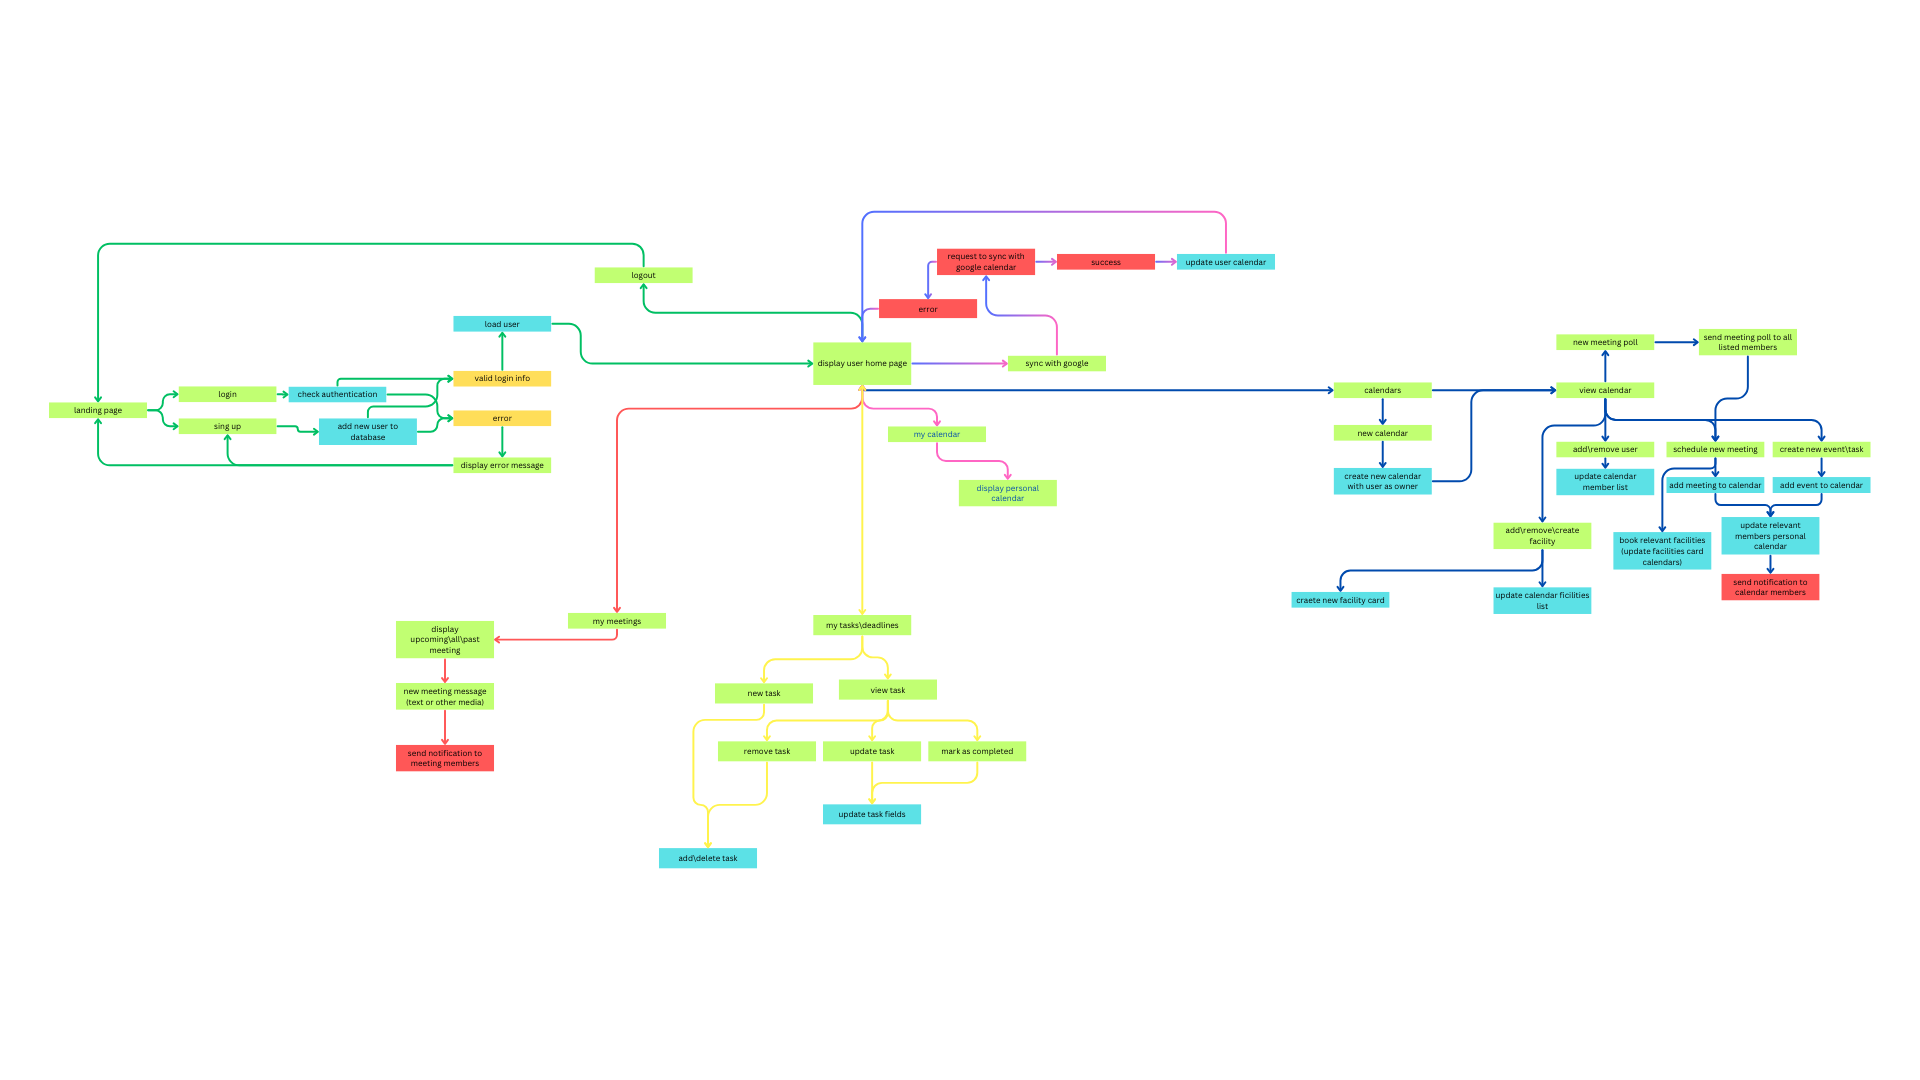 request to sync with
google calendar
success
update user calendar
logout
error
load user
display user home page
sync with google
new meeting poll
send meeting poll to all
listed members
valid login info
login
check authentication
landing page
error
sing up
add new user to
database
display error message
my calendar
display personal
calendar
calendars
view calendar
new calendar
create new calendar
with user as owner
add\remove user
schedule new meeting
create new event\task
update calendar
member list
add meeting to calendar
add event to calendar
add\remove\create
facility
book relevant facilities
(update facilities card
calendars)
update relevant
members personal
calendar
send notification to
calendar members
craete new facility card
update calendar ficilities
list
my meetings
display
upcoming\all\past
meeting
new meeting message
(text or other media)
send notification to
meeting members
my tasks\deadlines
new task
view task
remove task
update task
mark as completed
update task fields
add\delete task